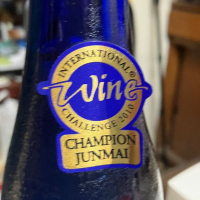 INTERNATIONAL®
Wine
CHALLENGE 2010
CHAMPION
JUNMAI